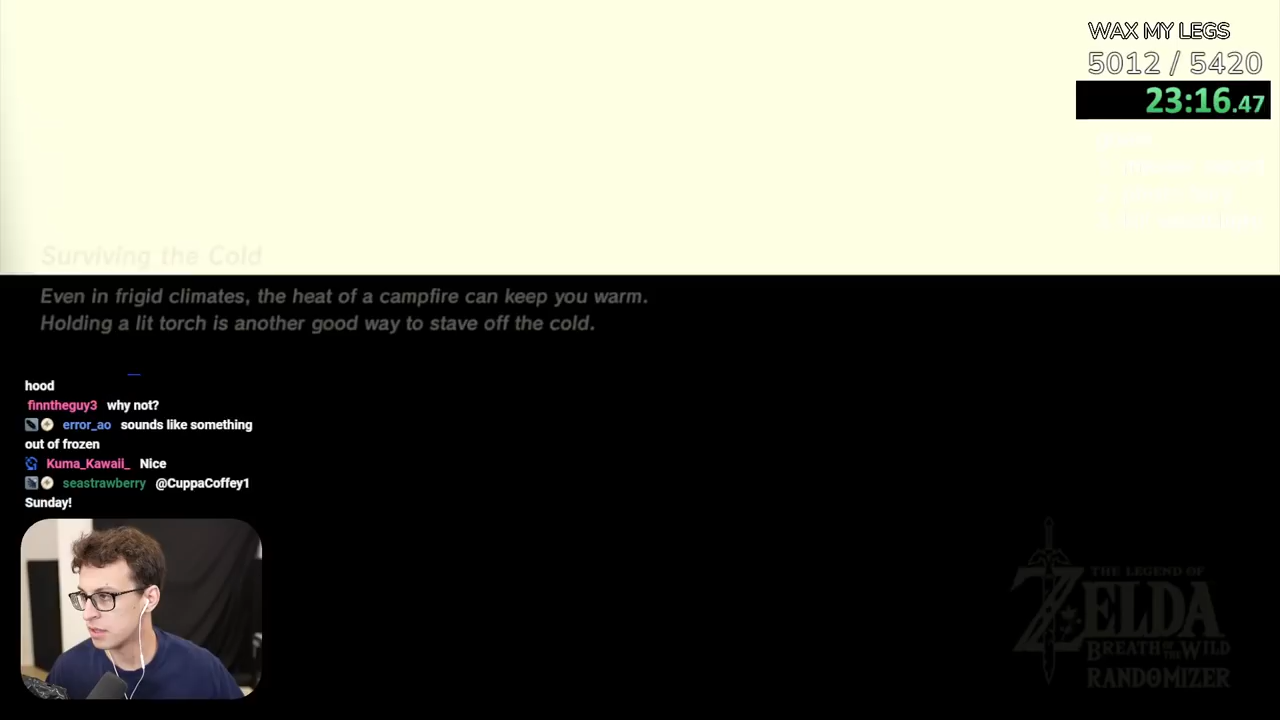 WAX MY LEGS
5012 / 5420
23:16.47
Surviving the Cold
Even in frigid climates, the heat of a campfire can keep you warm.
Holding a lit torch is another good way to stave off the cold.
hood
finntheguy3 why not?
error_ao sounds like something
out of frozen
Kuma_Kawaii_ Nice
seastrawberry @CuppaCoffey1
Sunday!
THE LEGEND OF
ZELDA
BREATH OF THE WILD
RANDOMIZER